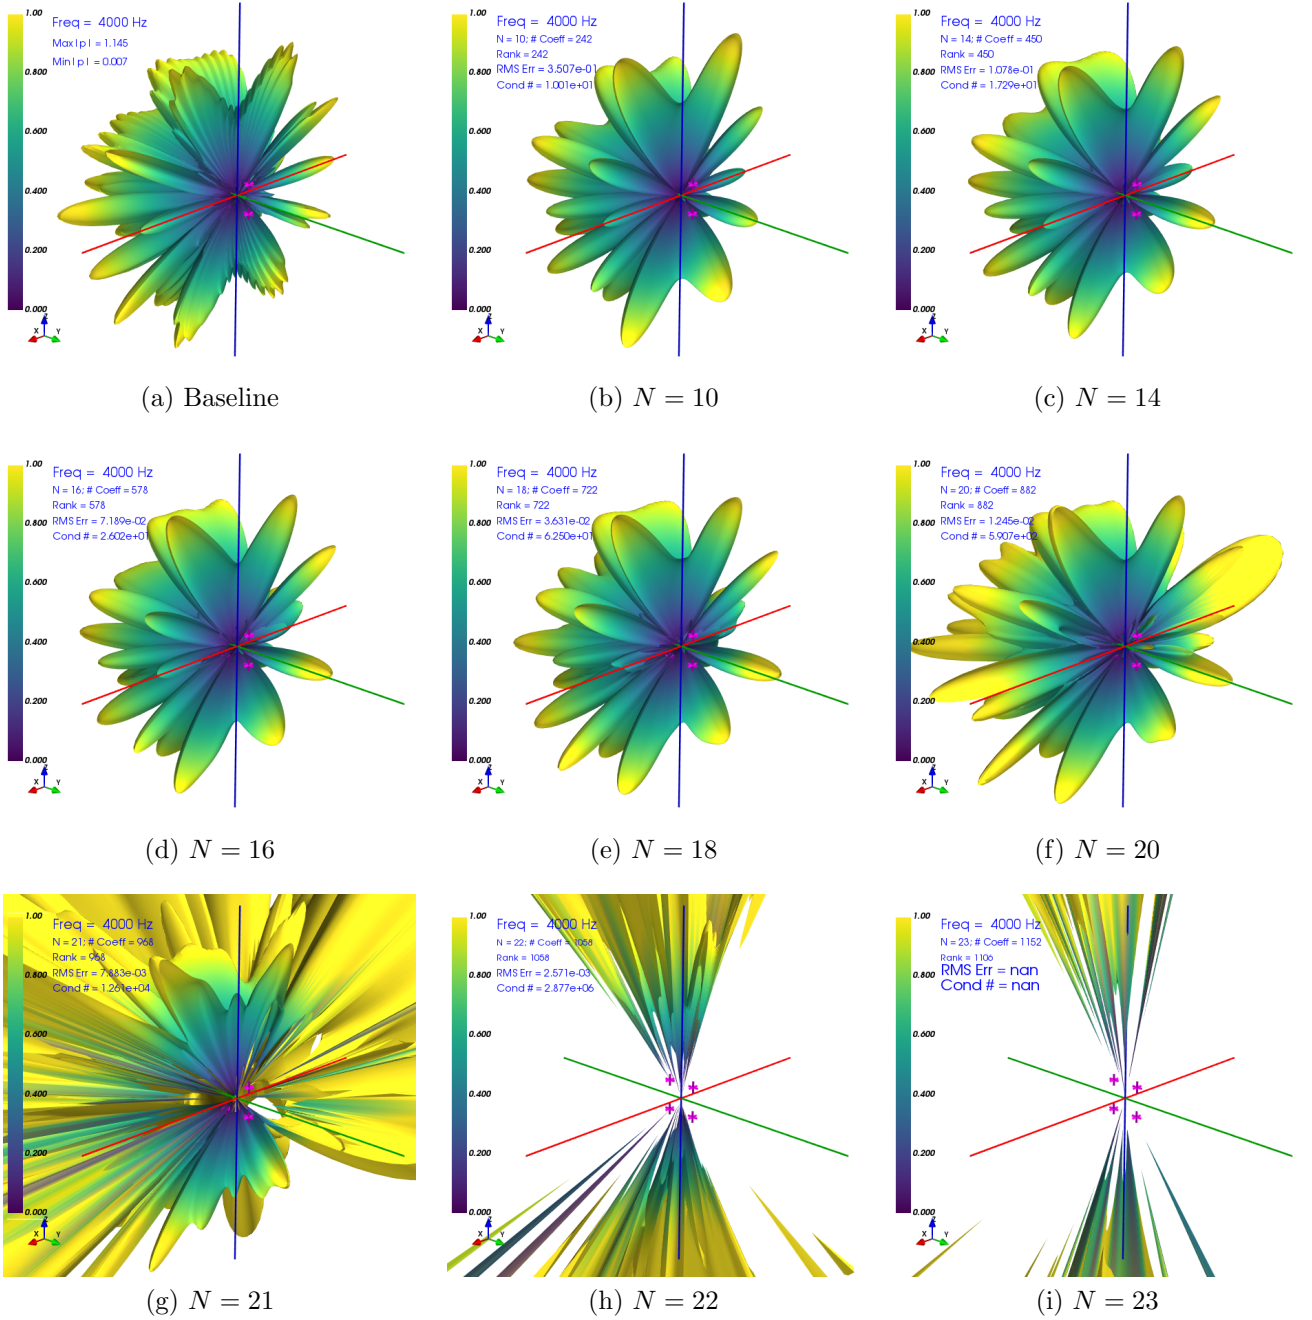 1.00
Freq = 4000 Hz
Max|p| = 1.145
Min|p| = 0.007
0.800
0.600
0.400
0.200
0.000
Z
X
Y
(a) Baseline
1.00
Freq = 4000 Hz
N = 10; # Coeff = 242
Rank = 242
RMS Err = 3.507e-01
0.800
Cond # = 1.001e+01
0.600
0.400
0.200
0.000
Z
X
Y
(b) N = 10
1.00
Freq = 4000 Hz
N = 14; # Coeff = 450
Rank = 450
RMS Err = 1.078e-01
0.800
Cond # = 1.729e+01
0.600
0.400
0.200
0.000
Z
X
Y
(c) N = 14
1.00
Freq = 4000 Hz
N = 16; # Coeff = 578
Rank = 578
RMS Err = 7.189e-02
0.800
Cond # = 2.602e+01
0.600
0.400
0.200
0.000
Z
X
Y
(d) N = 16
1.00
Freq = 4000 Hz
N = 18; # Coeff = 722
Rank = 722
RMS Err = 3.631e-02
0.800
Cond # = 6.250e+01
0.600
0.400
0.200
0.000
Z
X
Y
(e) N = 18
1.00
Freq = 4000 Hz
N = 20; # Coeff = 882
Rank = 882
RMS Err = 1.245e-02
0.800
Cond # = 5.907e+02
0.600
0.400
0.200
0.000
Z
X
Y
(f) N = 20
1.00
Freq = 4000 Hz
N = 21; # Coeff = 968
Rank = 968
RMS Err = 7.883e-03
0.800
Cond # = 1.261e+04
0.600
0.400
0.200
0.000
Z
X
Y
(g) N = 21
1.00
Freq = 4000 Hz
N = 22; # Coeff = 1058
Rank = 1058
RMS Err = 2.571e-03
0.800
Cond # = 2.877e+06
0.600
0.400
0.200
0.000
Z
X
Y
(h) N = 22
1.00
Freq = 4000 Hz
N = 23; # Coeff = 1152
Rank = 1106
RMS Err = nan
0.800
Cond # = nan
0.600
0.400
0.200
0.000
Z
X
Y
(i) N = 23